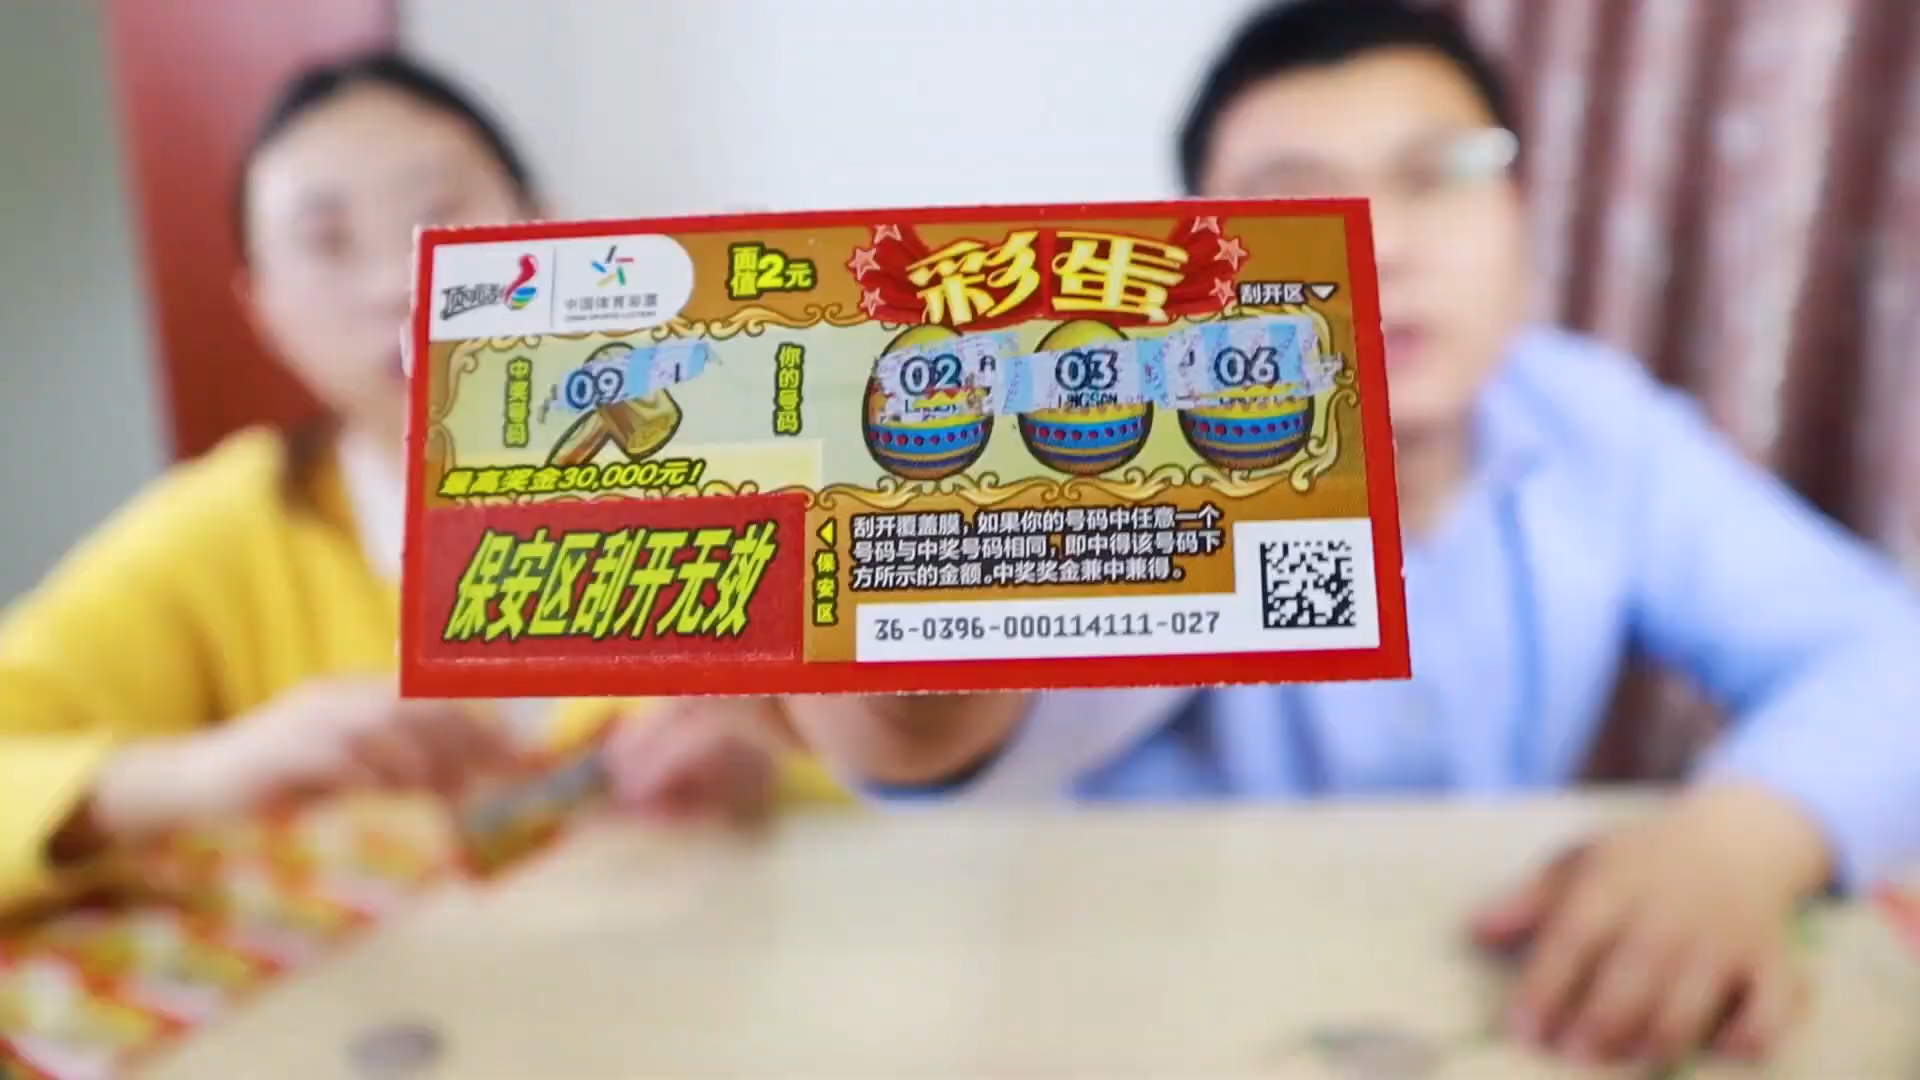 顶呱刮
中国体育彩票
CHINA SPORTS LOTTERY
面值2元
彩蛋
刮开区
中奖号码
09
你的号码
02
03
06
LINGSAN
最高奖金30,000元!
保安区刮开无效
保安区
刮开覆盖膜，如果你的号码中任意一个
号码与中奖号码相同，即中得该号码下
方所示的金额。中奖奖金兼中兼得。
36-0396-000114111-027